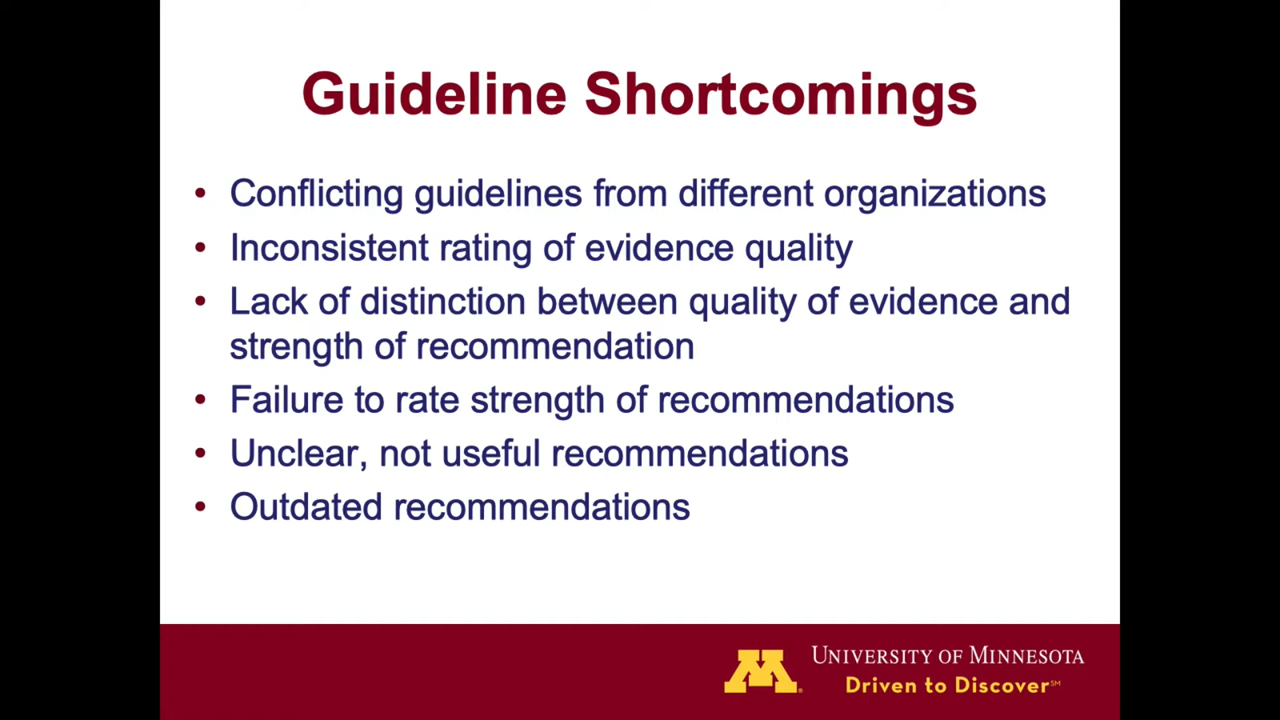 Guideline Shortcomings
• Conflicting guidelines from different organizations
• Inconsistent rating of evidence quality
• Lack of distinction between quality of evidence and
strength of recommendation
• Failure to rate strength of recommendations
• Unclear, not useful recommendations
• Outdated recommendations
M
UNIVERSITY OF MINNESOTA
Driven to Discover℠